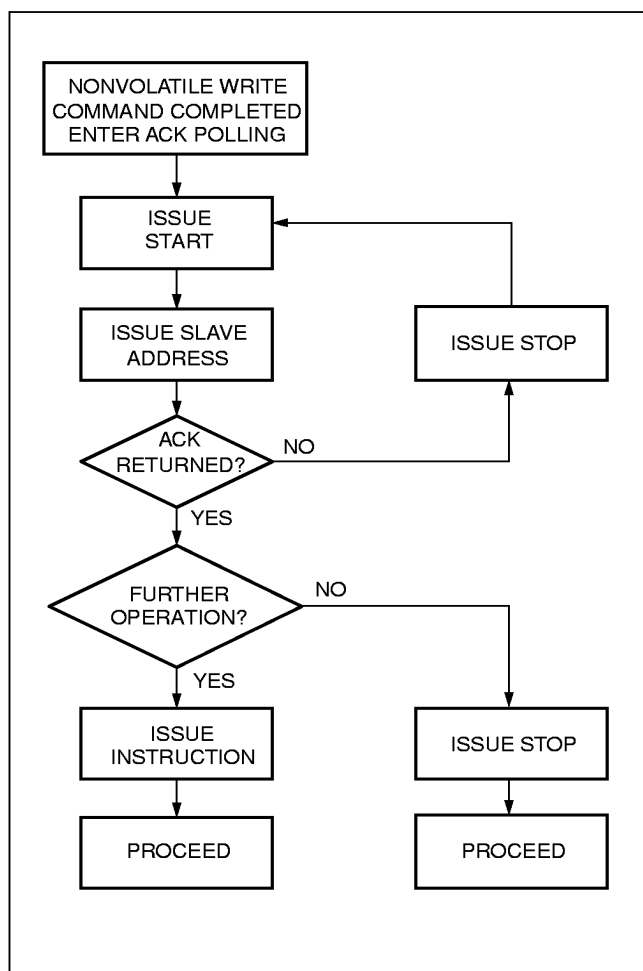 NONVOLATILE WRITE
COMMAND COMPLETED
ENTER ACK POLLING
ISSUE
START
ISSUE SLAVE
ADDRESS
ISSUE STOP
ACK
RETURNED?
NO
YES
FURTHER
OPERATION?
NO
YES
ISSUE
INSTRUCTION
ISSUE STOP
PROCEED
PROCEED